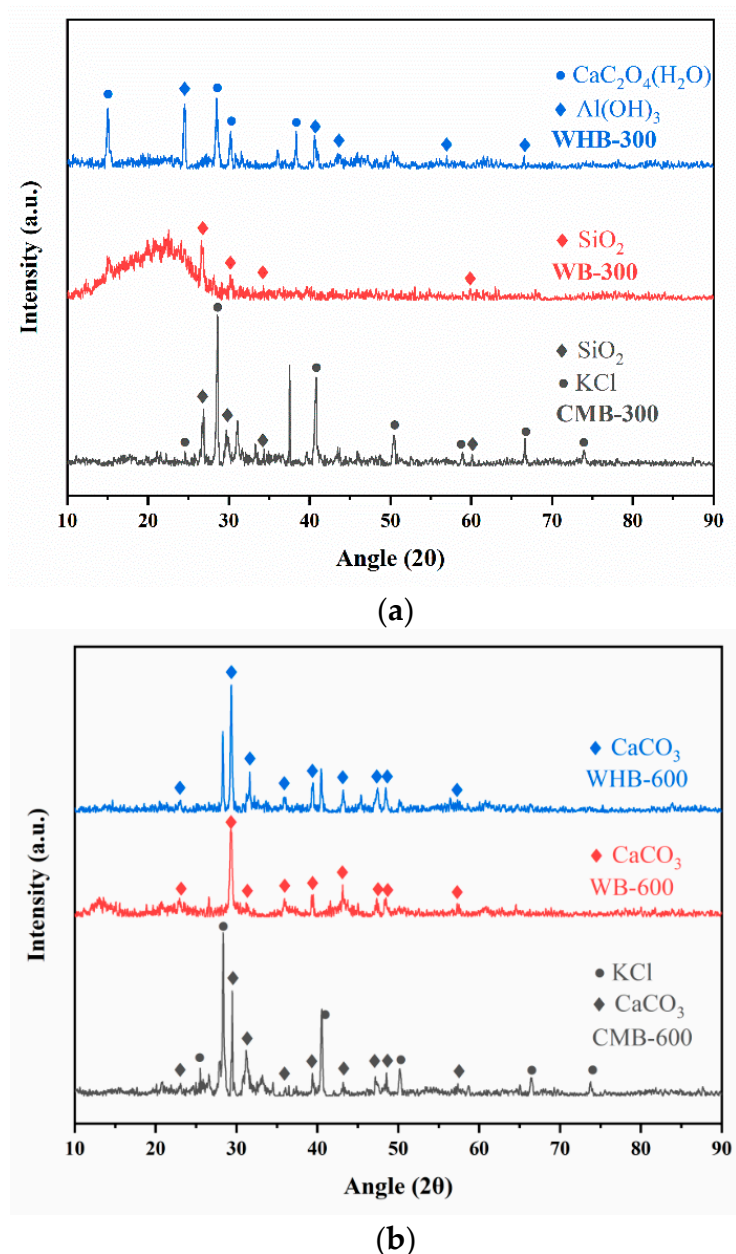 CaC₂O₄(H₂O)
Al(OH)₃
WHB-300
SiO₂
WB-300
SiO₂
KCl
CMB-300
Intensity (a.u.)
10 20 30 40 50 60 70 80 90
Angle (2θ)
(a)
CaCO₃
WHB-600
CaCO₃
WB-600
KCl
CaCO₃
CMB-600
Intensity (a.u.)
10 20 30 40 50 60 70 80 90
Angle (2θ)
(b)